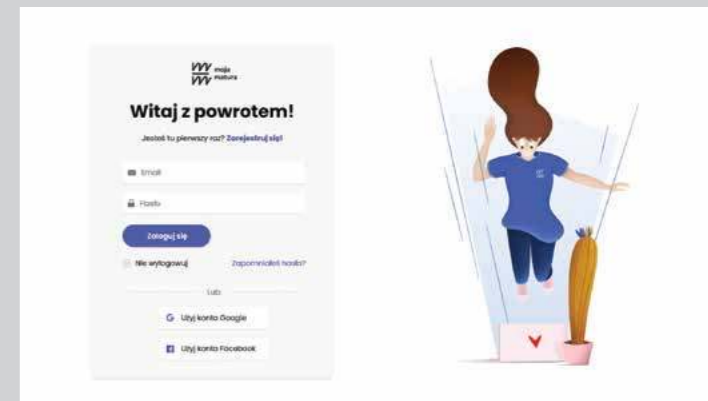 moja
matura
Witaj z powrotem!
Jesteś tu pierwszy raz? Zarejestruj się!
Email
Hasło
Zaloguj się
Nie wylogowuj
Zapomniałeś hasła?
Lub
Użyj konta Google
Użyj konta Facebook